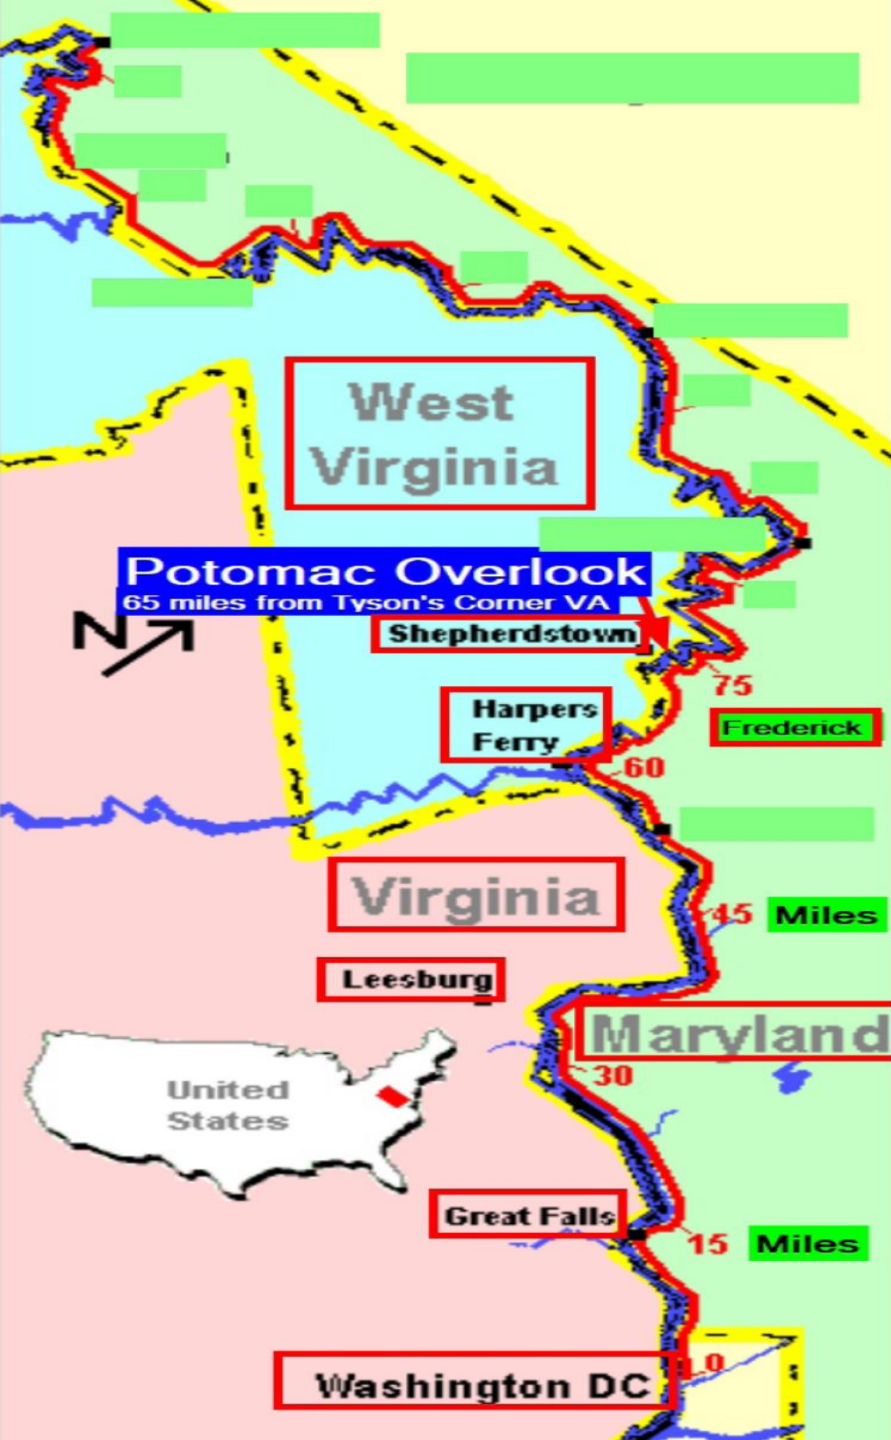 West
Virginia
Potomac Overlook
65 miles from Tyson's Corner VA
N
Shepherdstown
75
Harpers
Ferry
Frederick
60
Virginia
45
Miles
Leesburg
Maryland
30
United
States
Great Falls
15
Miles
0
Washington DC